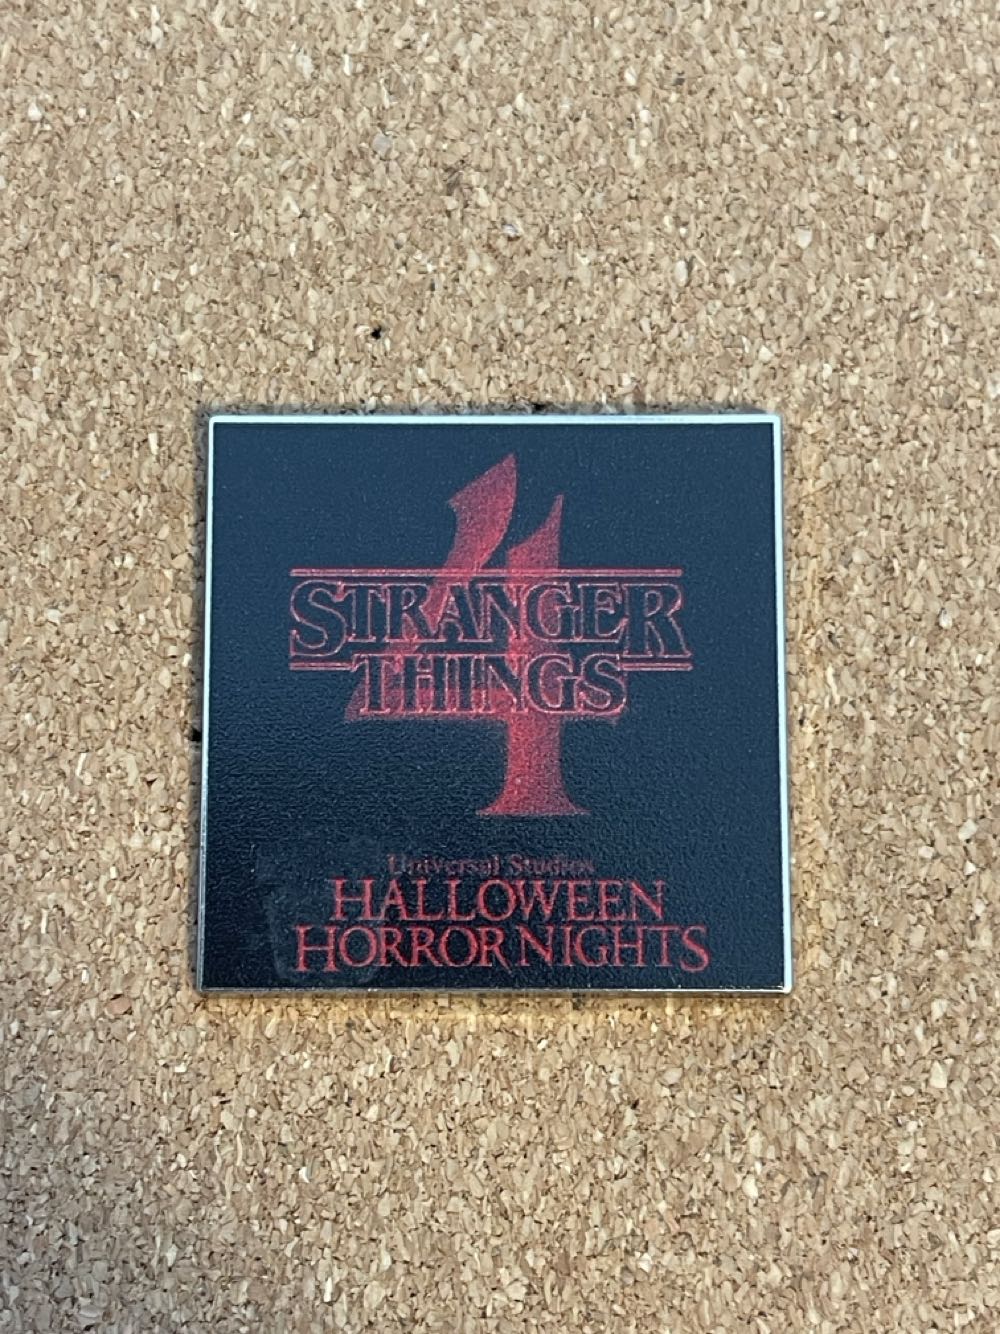 4
STRANGER
THINGS
Universal Studios
HALLOWEEN
HORROR NIGHTS